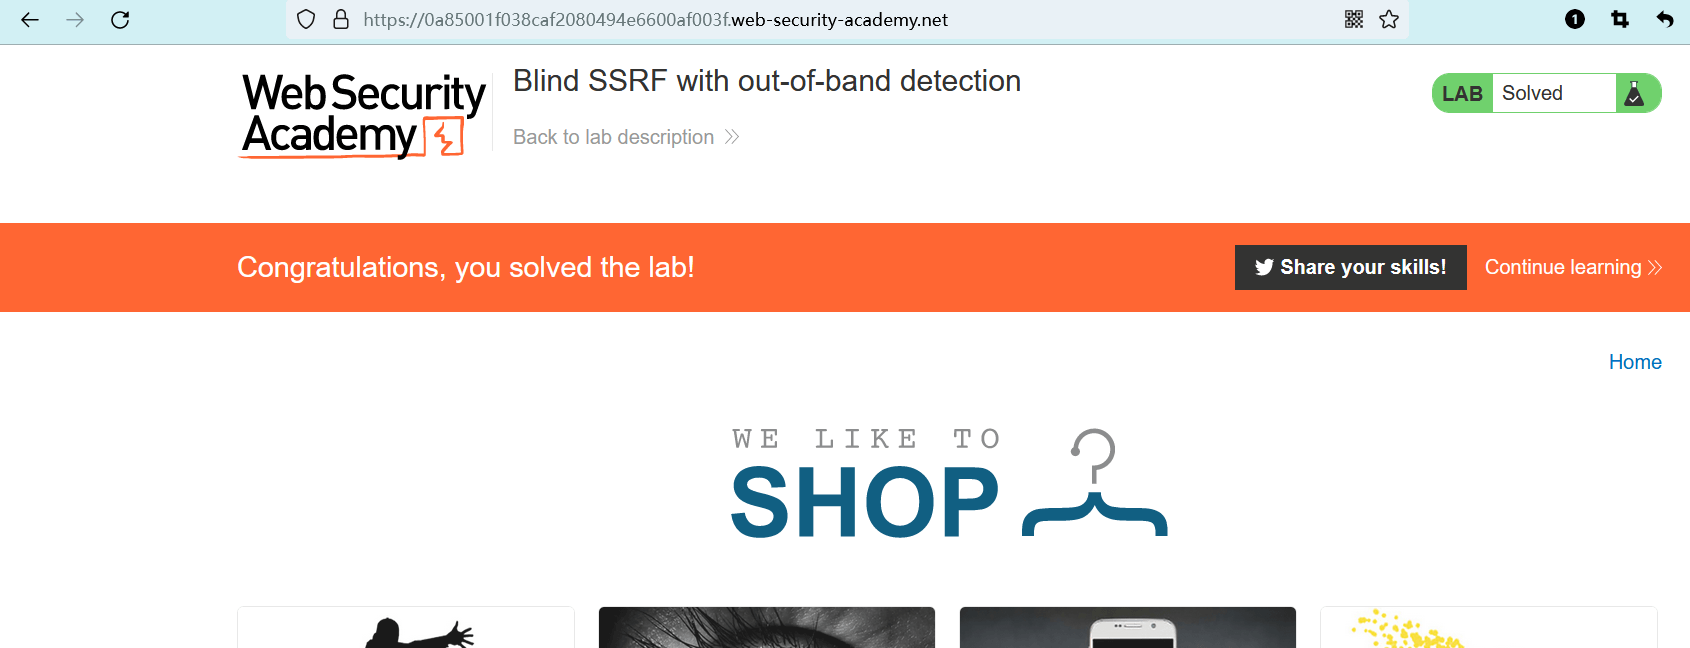 https://0a85001f038caf2080494e6600af003f.web-security-academy.net
1
Web Security
Academy
Blind SSRF with out-of-band detection
Back to lab description
LAB Solved
Congratulations, you solved the lab!
Share your skills!
Continue learning
Home
WE LIKE TO
SHOP